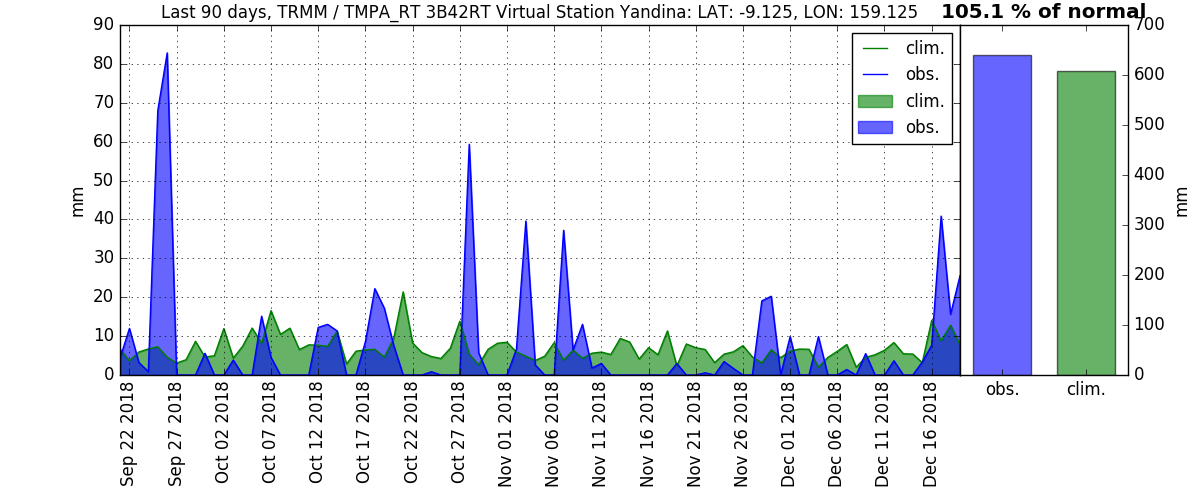 Last 90 days, TRMM / TMPA_RT 3B42RT Virtual Station Yandina: LAT: -9.125, LON: 159.125
105.1 % of normal
90
80
70
60
50
40
30
20
10
0
mm
clim.
obs.
clim.
obs.
700
600
500
400
300
200
100
0
mm
obs.
clim.
Sep 22 2018
Sep 27 2018
Oct 02 2018
Oct 07 2018
Oct 12 2018
Oct 17 2018
Oct 22 2018
Oct 27 2018
Nov 01 2018
Nov 06 2018
Nov 11 2018
Nov 16 2018
Nov 21 2018
Nov 26 2018
Dec 01 2018
Dec 06 2018
Dec 11 2018
Dec 16 2018